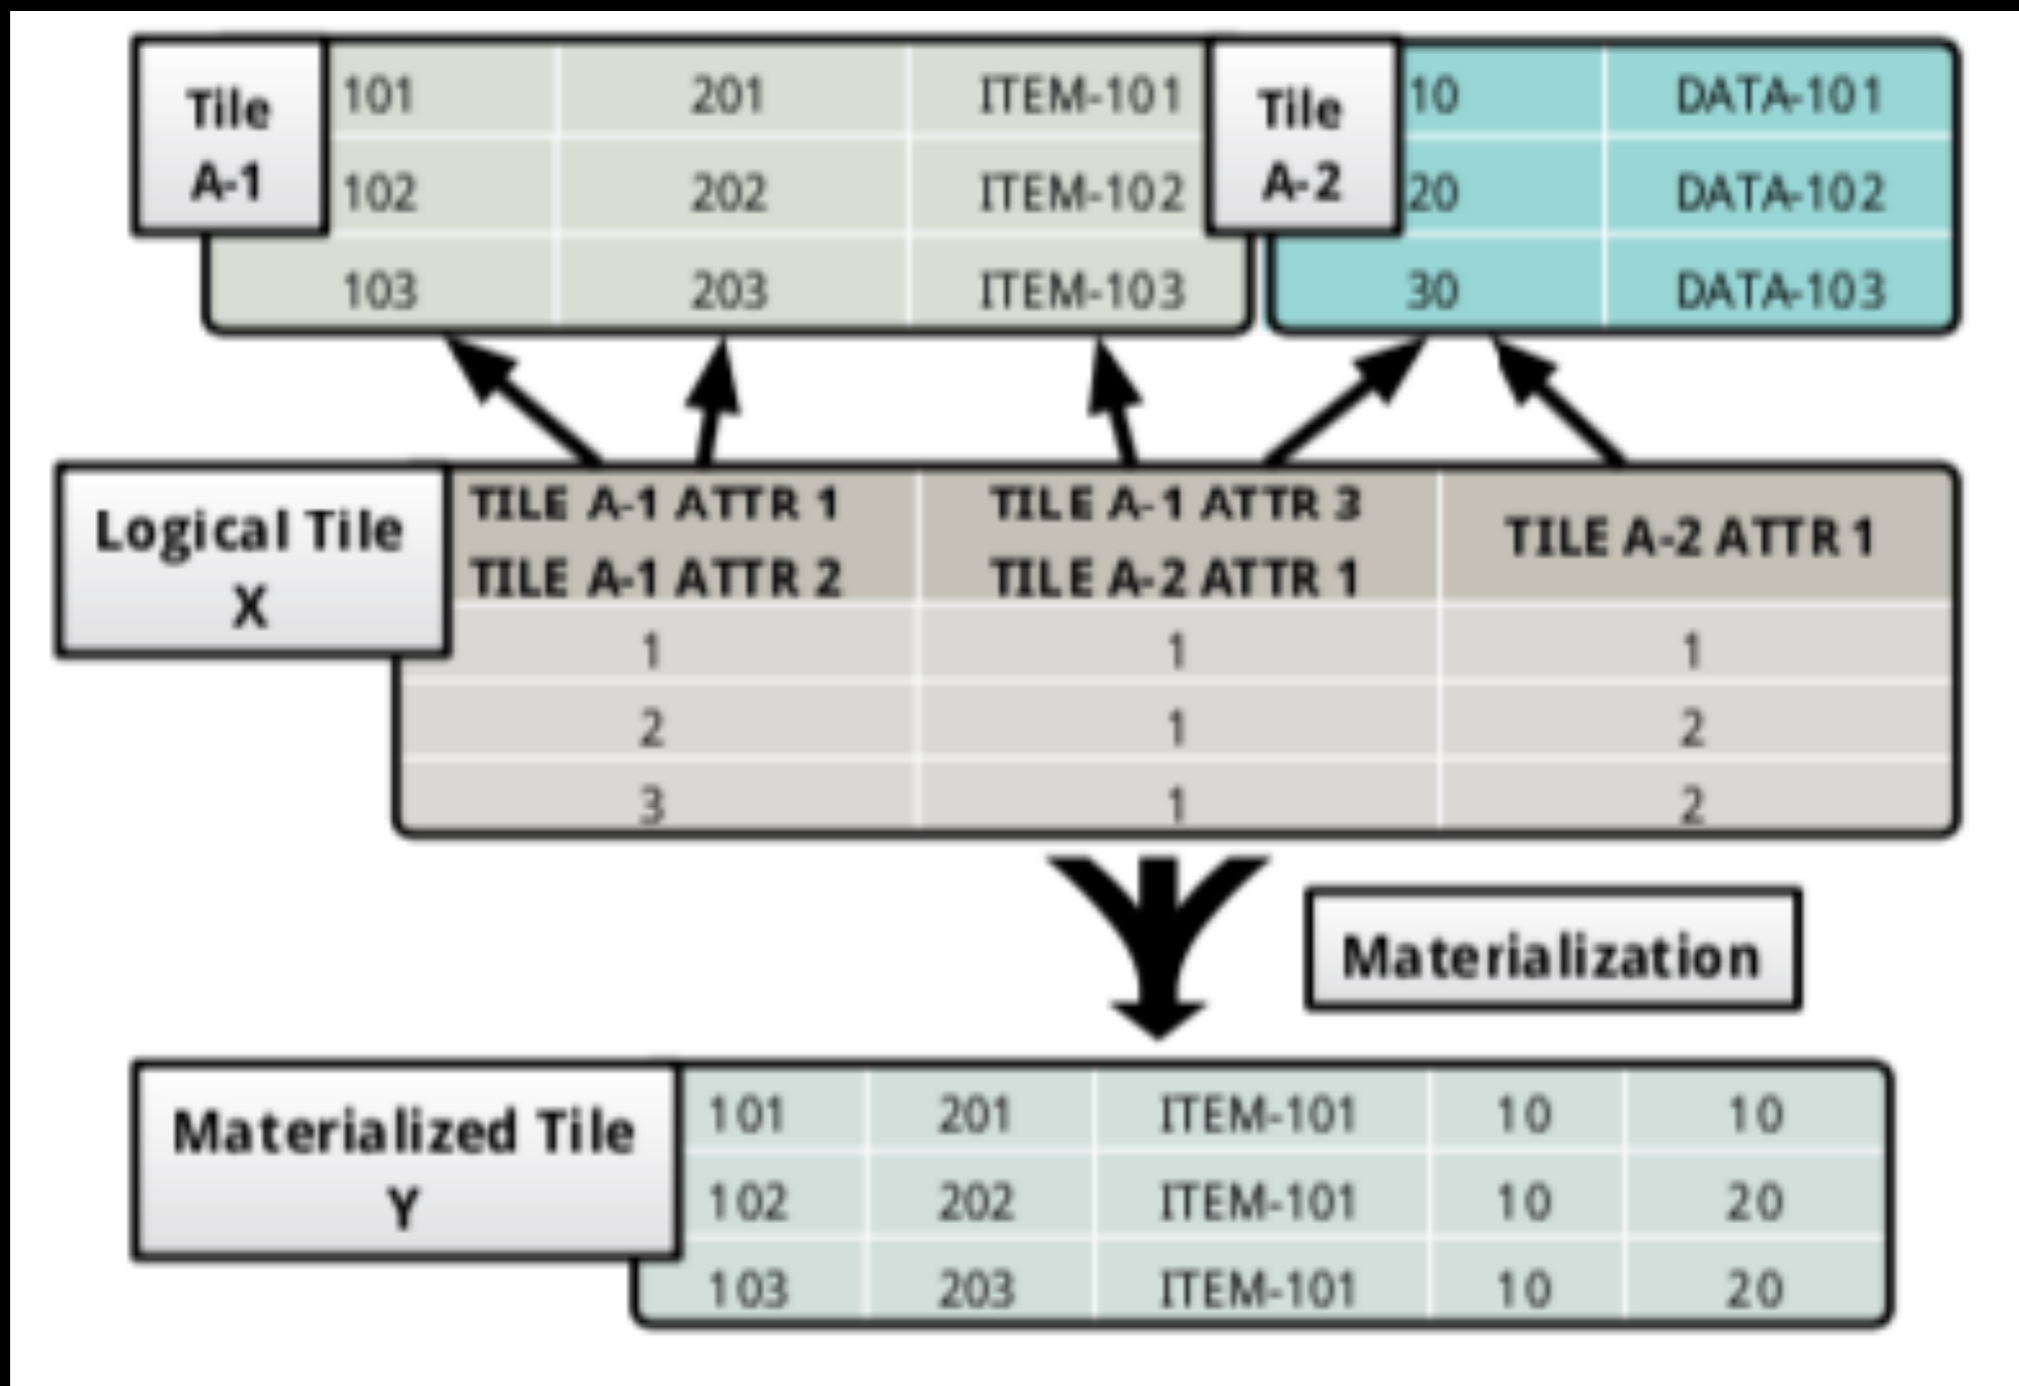 Tile
A-1
101 201 ITEM-101
102 202 ITEM-102
103 203 ITEM-103
Tile
A-2
10 DATA-101
20 DATA-102
30 DATA-103
Logical Tile
X
TILE A-1 ATTR 1
TILE A-1 ATTR 2
TILE A-1 ATTR 3
TILE A-2 ATTR 1
TILE A-2 ATTR 1
1 1 1
2 1 2
3 1 2
Materialization
Materialized Tile
Y
101 201 ITEM-101 10 10
102 202 ITEM-101 10 20
103 203 ITEM-101 10 20